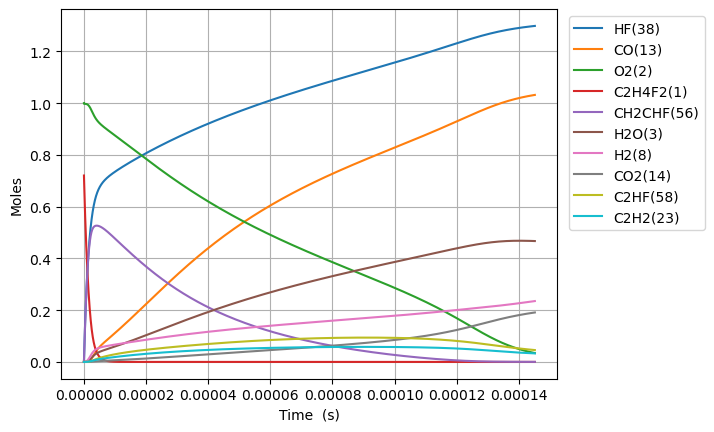 HF(38)
CO(13)
O2(2)
C2H4F2(1)
CH2CHF(56)
H2O(3)
H2(8)
CO2(14)
C2HF(58)
C2H2(23)
Moles
1.2
1.0
0.8
0.6
0.4
0.2
0.0
0.00000 0.00002 0.00004 0.00006 0.00008 0.00010 0.00012 0.00014
Time (s)